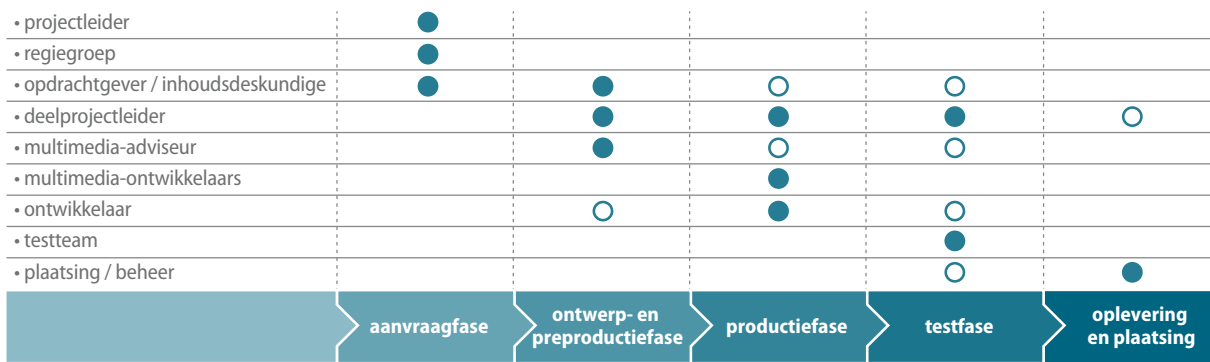 • projectleider
• regiegroep
• opdrachtgever / inhoudsdeskundige
• deelprojectleider
• multimedia-adviseur
• multimedia-ontwikkelaars
• ontwikkelaar
• testteam
• plaatsing / beheer
aanvraagfase
ontwerp- en
preproductiefase
productiefase
testfase
oplevering
en plaatsing